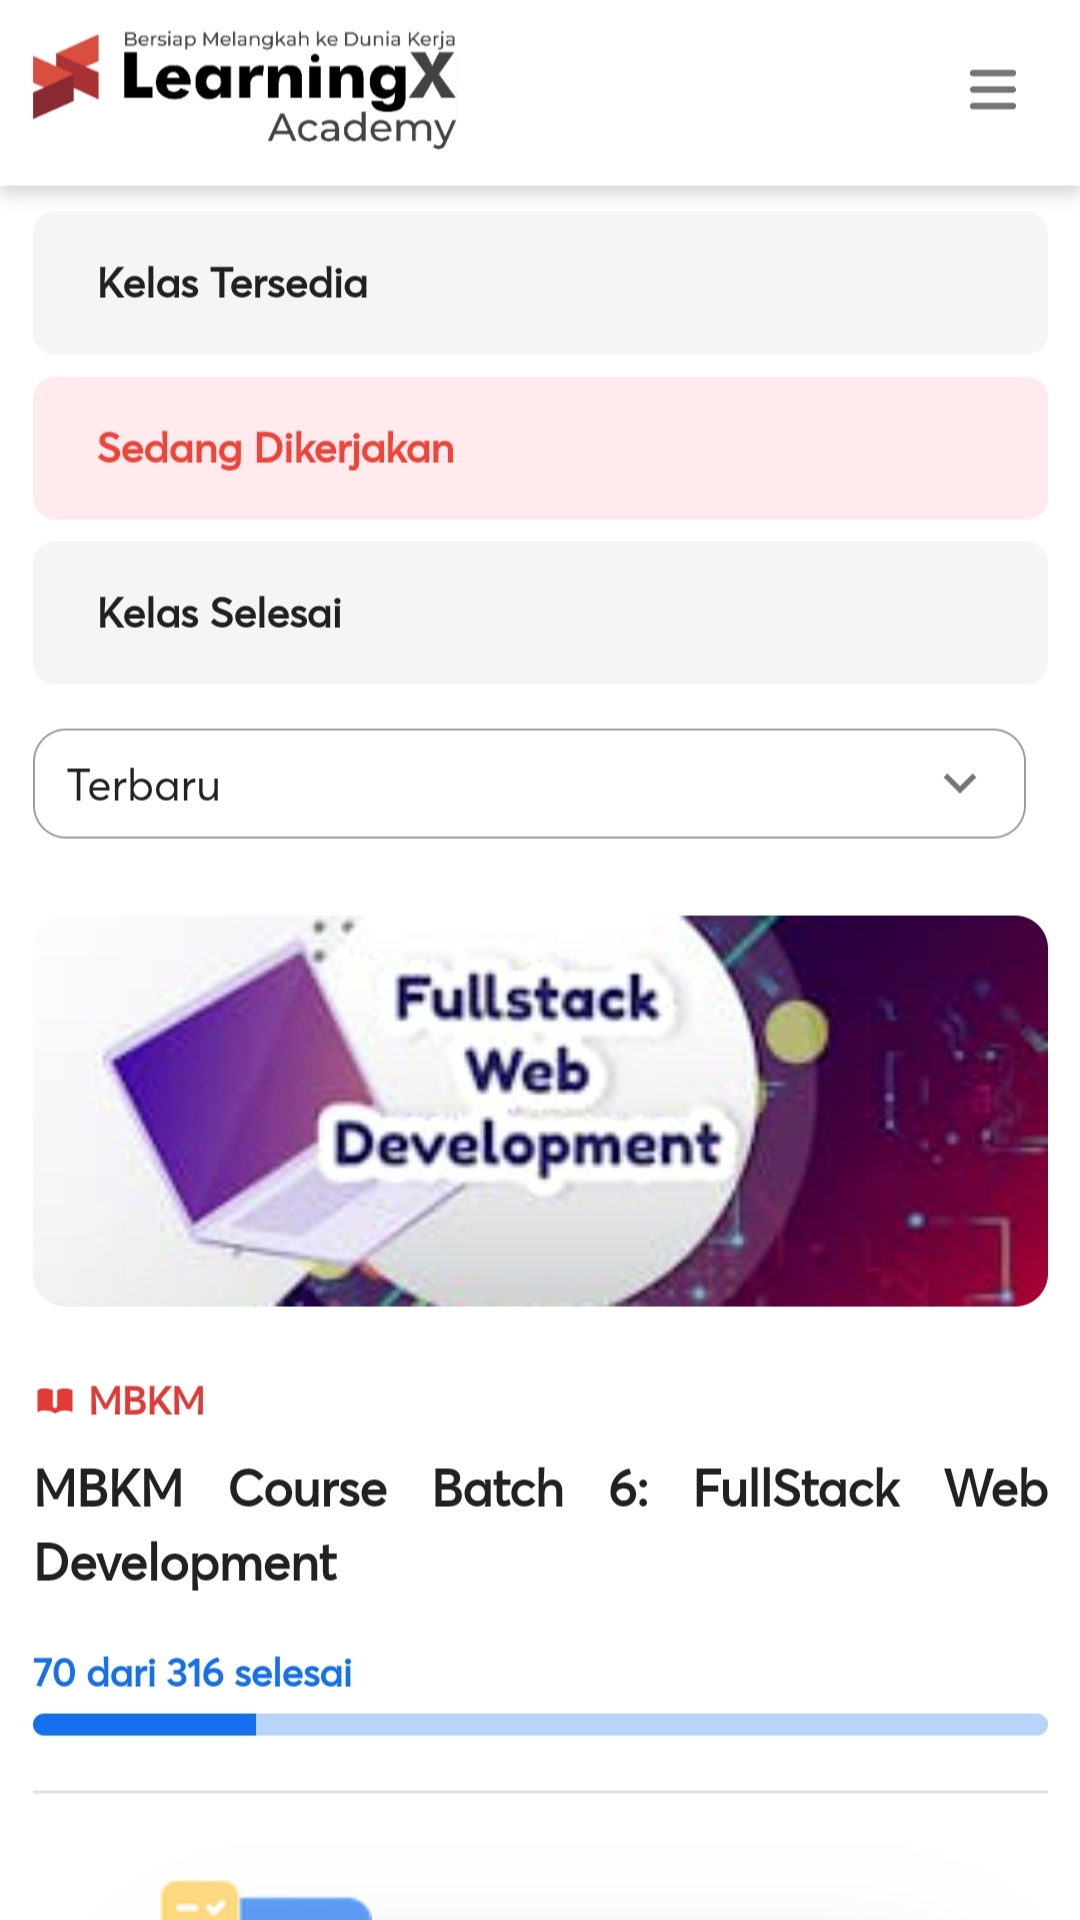 Bersiap Melangkah ke Dunia Kerja
LearningX
Academy
Kelas Tersedia
Sedang Dikerjakan
Kelas Selesai
Terbaru
Fullstack
Web
Development
MBKM
MBKM Course Batch 6: FullStack Web
Development
70 dari 316 selesai